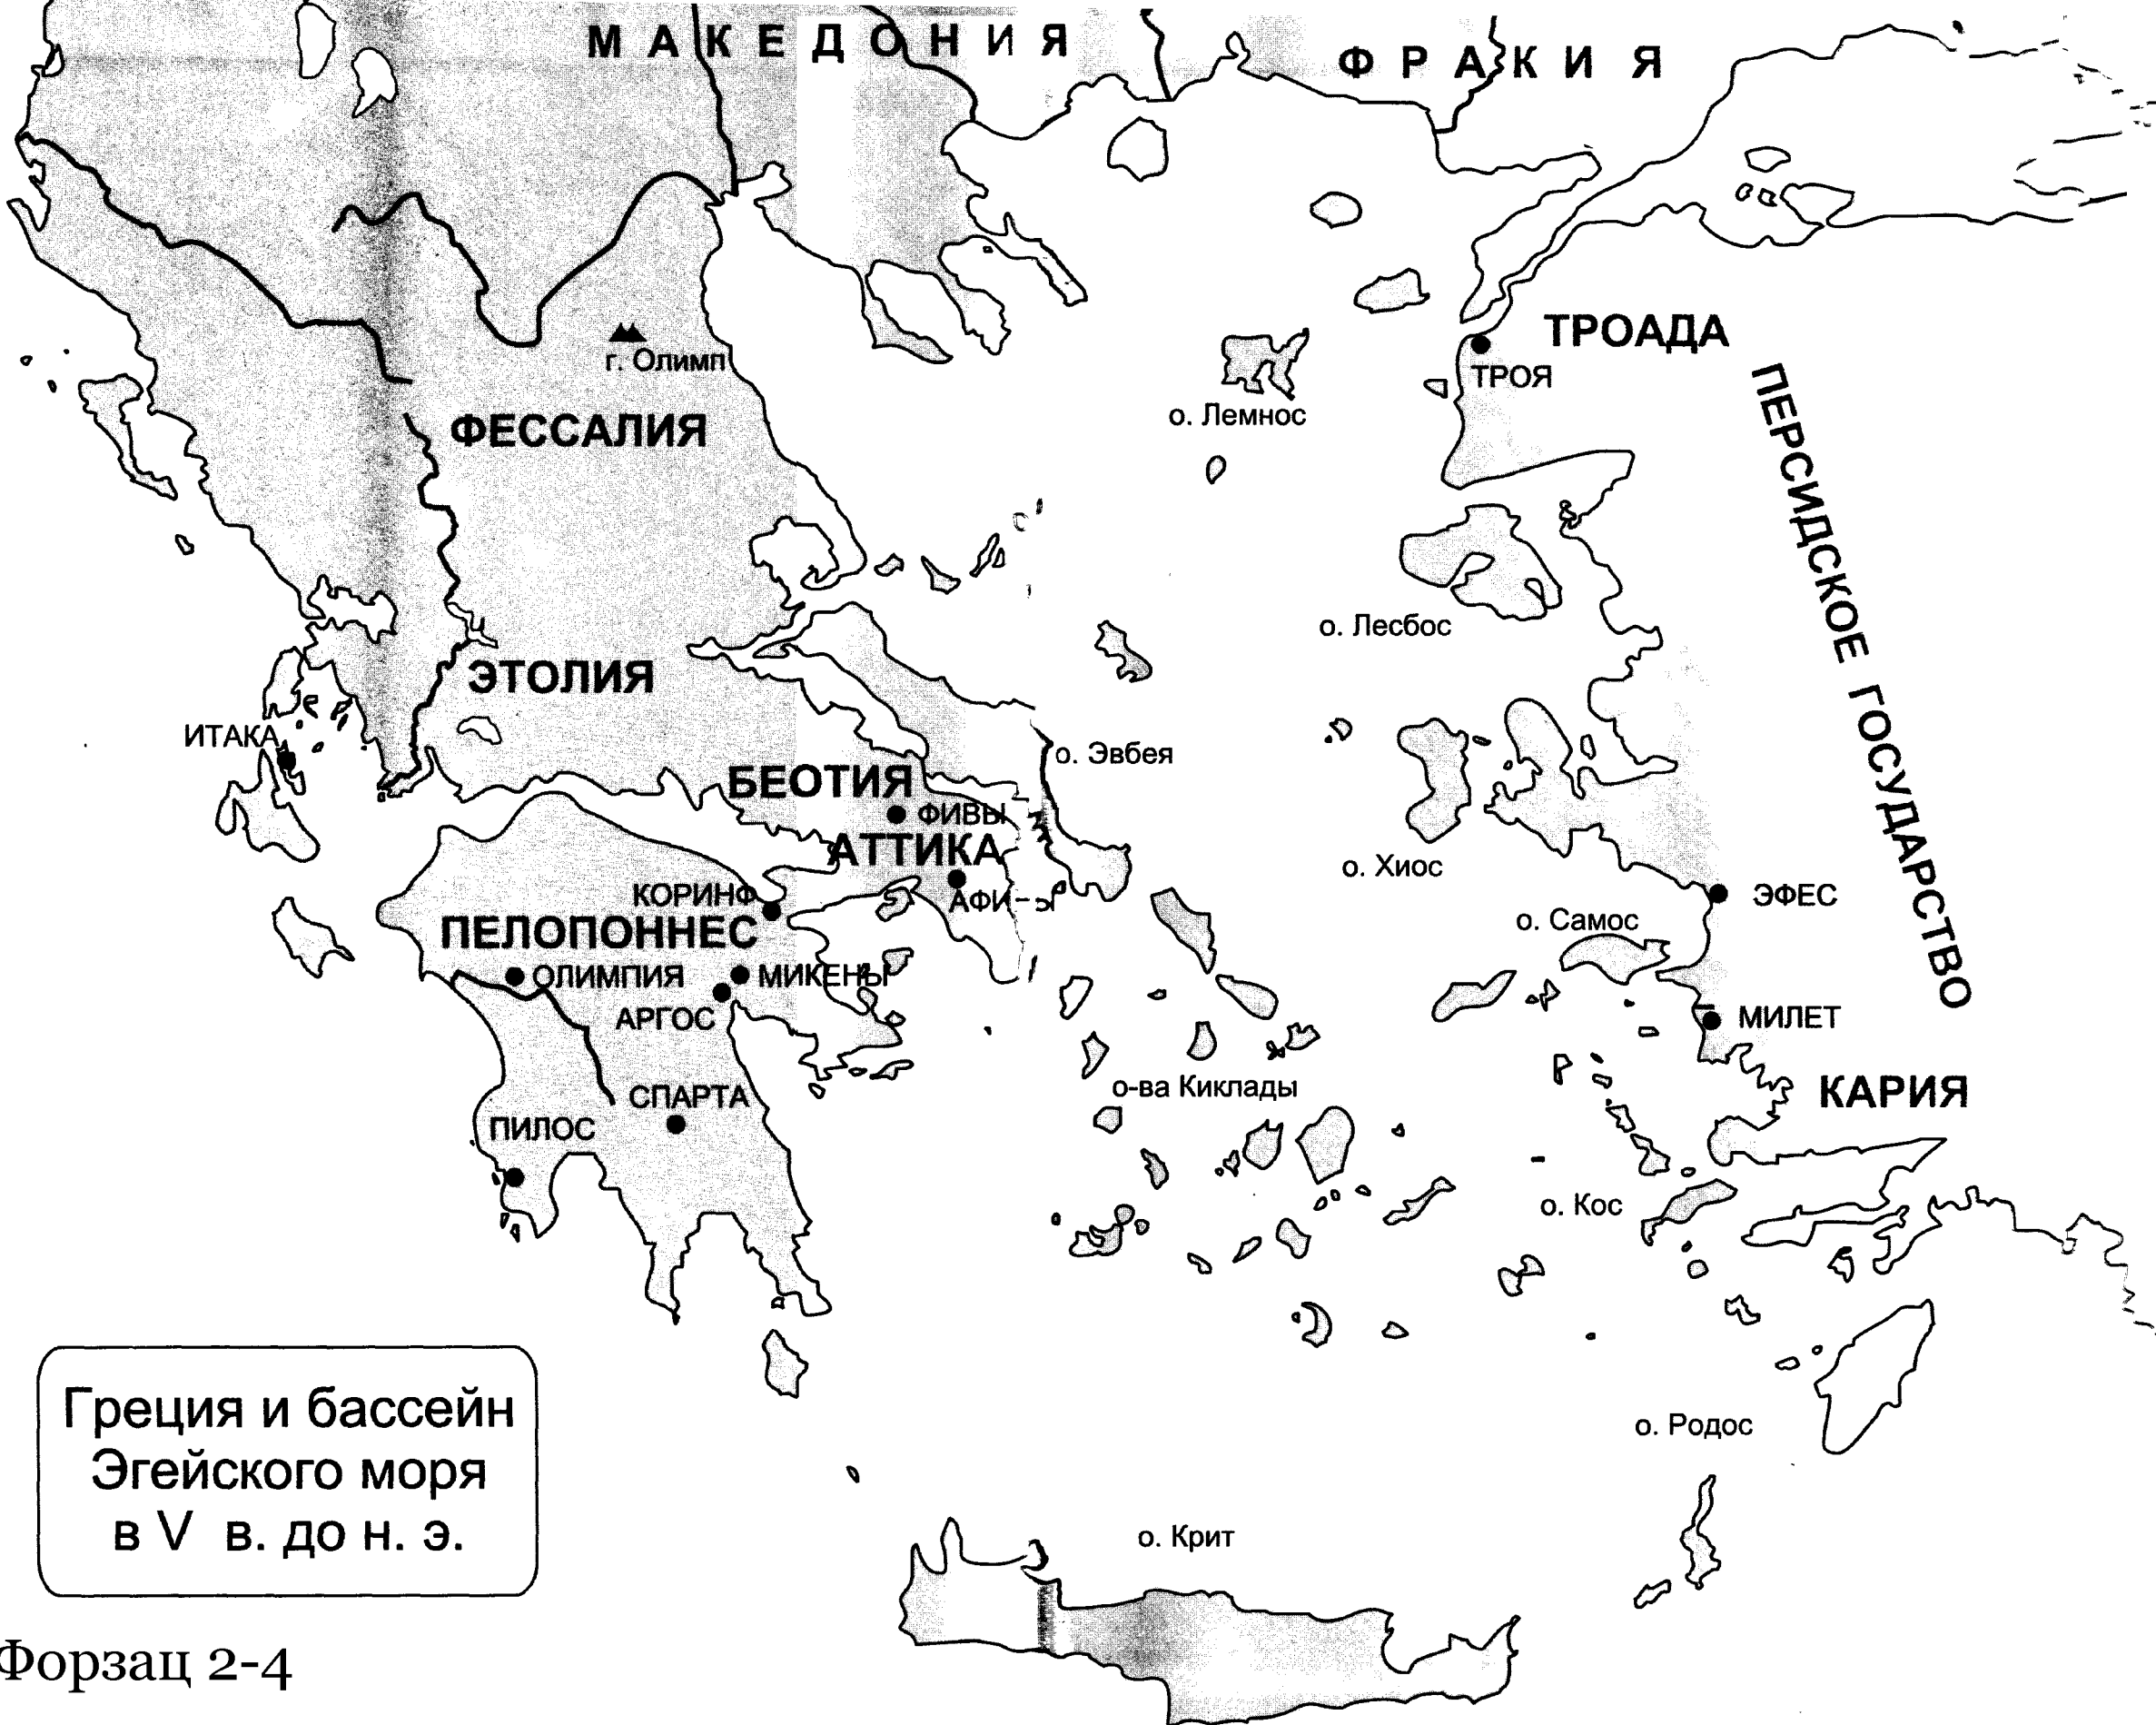 МАКЕДОНИЯ
ФРАКИЯ
ТРОАДА
г. Олимп
ТРОЯ
ПЕРСИДСКОЕ ГОСУДАРСТВО
о. Лемнос
ФЕССАЛИЯ
о. Лесбос
ЭТОЛИЯ
ИТАКА
о. Эвбея
БЕОТИЯ
ФИВЫ
АТТИКА
о. Хиос
КОРИНФ
ЭФЕС
о. Самос
ПЕЛОПОННЕС
ОЛИМПИЯ
МИКЕНЫ
АРГОС
МИЛЕТ
о-ва Киклады
КАРИЯ
СПАРТА
ПИЛОС
о. Кос
Греция и бассейн
Эгейского моря
в V в. до н. э.
о. Родос
о. Крит
Форзац 2-4